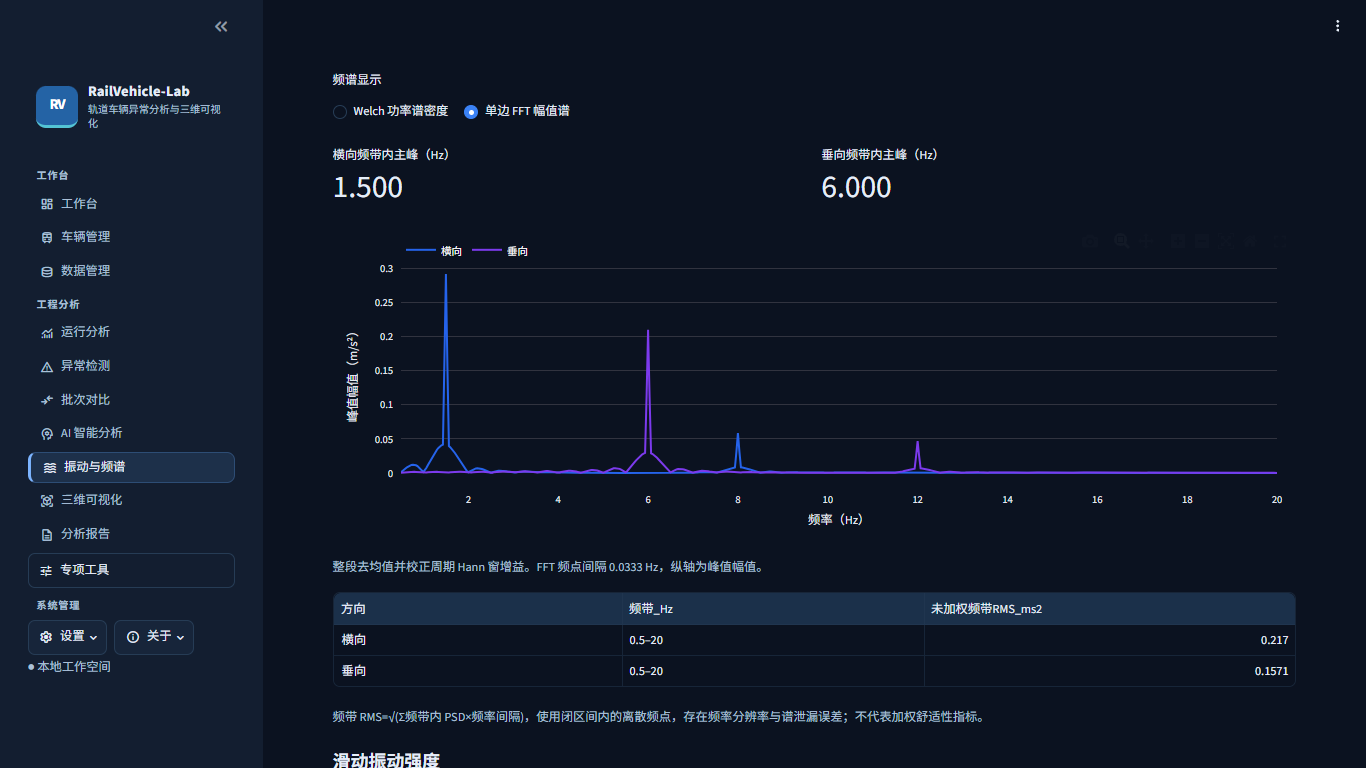 RV
RailVehicle-Lab
轨道车辆异常分析与三维可视
化
工作台
工作台
车辆管理
数据管理
工程分析
运行分析
异常检测
批次对比
AI 智能分析
振动与频谱
三维可视化
分析报告
专项工具
系统管理
设置
关于
本地工作空间
频谱显示
Welch 功率谱密度
单边 FFT 幅值谱
横向频带内主峰（Hz）
垂向频带内主峰（Hz）
1.500
6.000
横向
垂向
0.3
0.25
0.2
0.15
0.1
0.05
0
峰值幅值（m/s²）
2
4
6
8
10
12
14
16
18
20
频率（Hz）
整段去均值并校正周期 Hann 窗增益。FFT 频点间隔 0.0333 Hz，纵轴为峰值幅值。
方向
频带_Hz
未加权频带RMS_ms2
横向
0.5–20
0.217
垂向
0.5–20
0.1571
频带 RMS=√(Σ频带内 PSD×频率间隔)，使用闭区间内的离散频点，存在频率分辨率与谱泄漏误差；不代表加权舒适性指标。
滑动振动强度